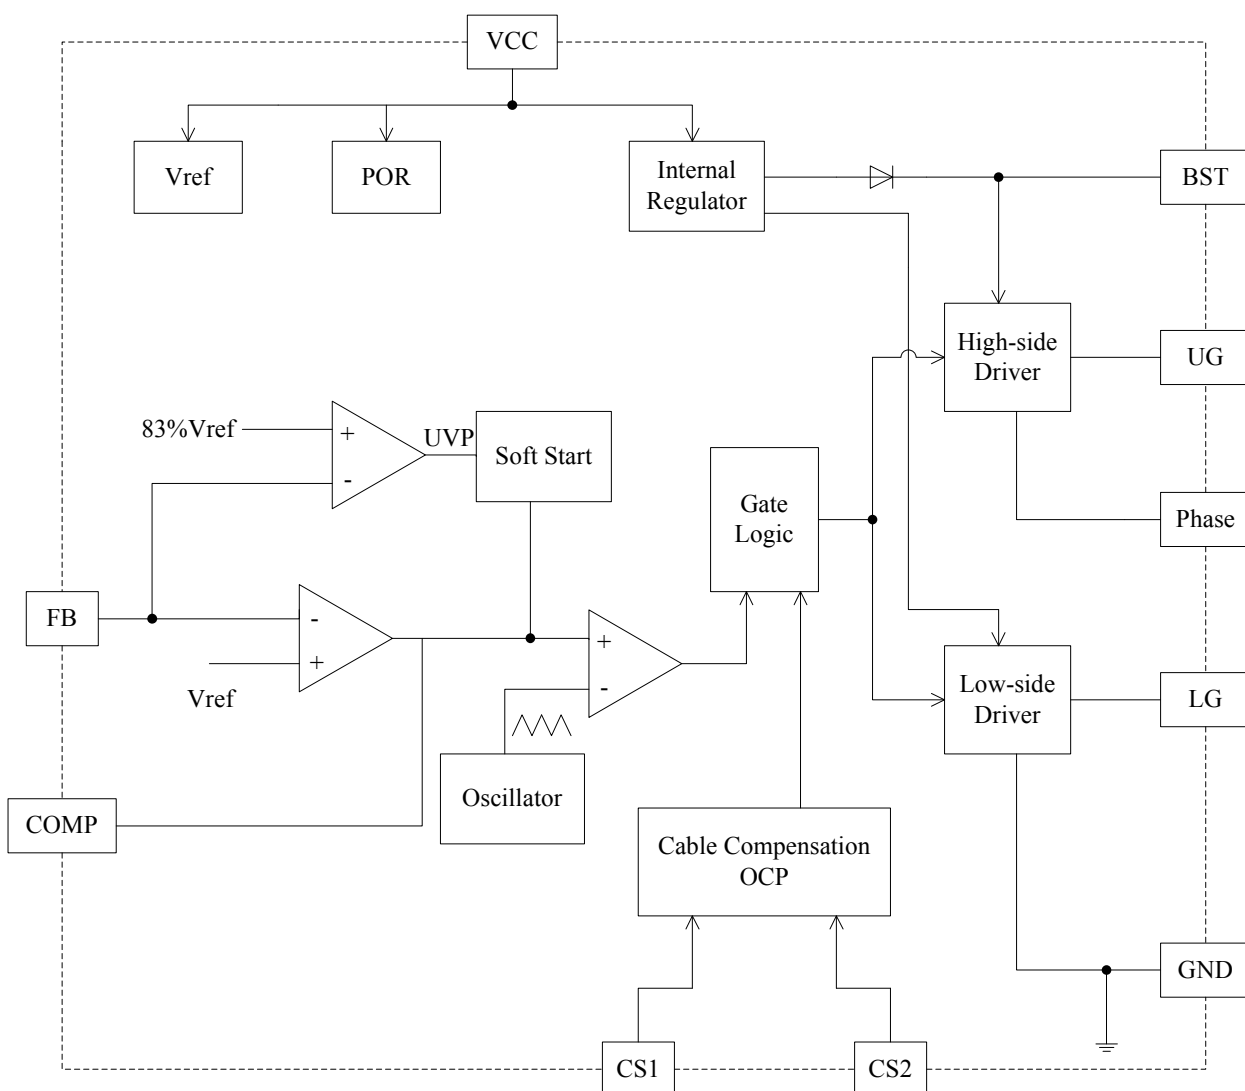 VCC
Vref
POR
Internal
Regulator
BST
High-side
Driver
UG
83%Vref
+
-
UVP
Soft Start
Gate
Logic
Phase
FB
-
+
Vref
+
-
Low-side
Driver
LG
Oscillator
COMP
Cable Compensation
OCP
GND
CS1
CS2